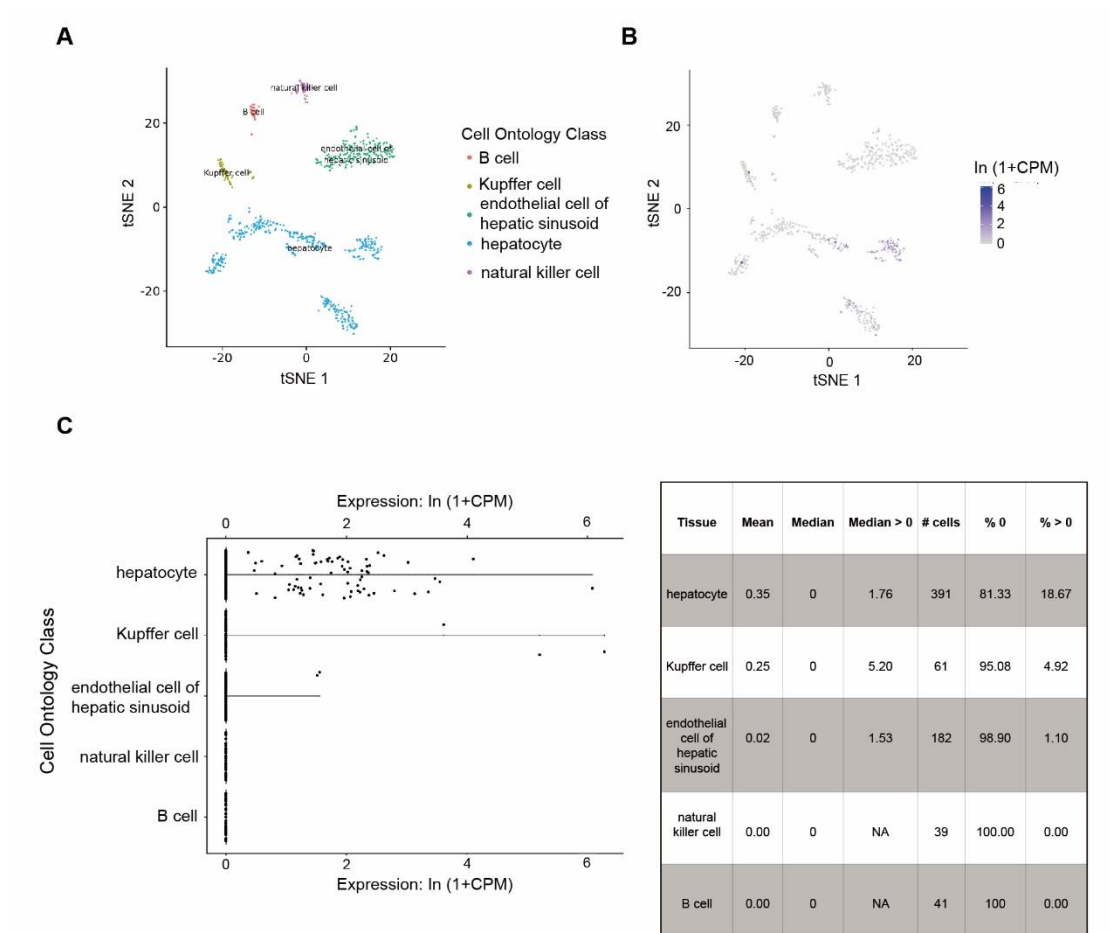 A
B
natural killer cell
B cell
endothelial cell of
hepatic sinusoid
Kupffer cell
hepatocyte
20
0
-20
tSNE 2
-20
0
20
tSNE 1
Cell Ontology Class
B cell
Kupffer cell
endothelial cell of
hepatic sinusoid
hepatocyte
natural killer cell
20
0
-20
tSNE 2
-20
0
20
tSNE 1
ln (1+CPM)
6
4
2
0
C
Expression: ln (1+CPM)
0 2 4 6
Cell Ontology Class
hepatocyte
Kupffer cell
endothelial cell of
hepatic sinusoid
natural killer cell
B cell
0 2 4 6
Expression: ln (1+CPM)
Tissue Mean Median Median > 0 # cells % 0 % > 0
hepatocyte 0.35 0 1.76 391 81.33 18.67
Kupffer cell 0.25 0 5.20 61 95.08 4.92
endothelial
cell of
hepatic
sinusoid
0.02 0 1.53 182 98.90 1.10
natural
killer cell
0.00 0 NA 39 100.00 0.00
B cell 0.00 0 NA 41 100 0.00